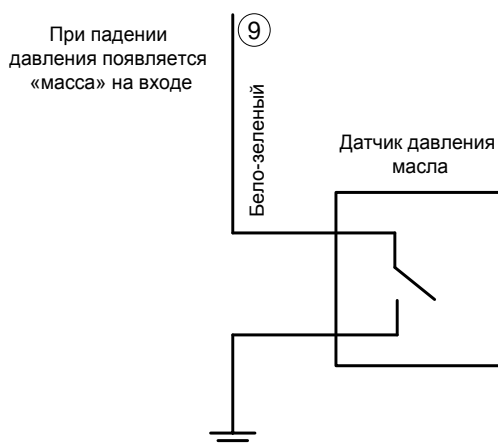 При падении
давления появляется
«масса» на входе
9
Бело-зеленый
Датчик давления
масла